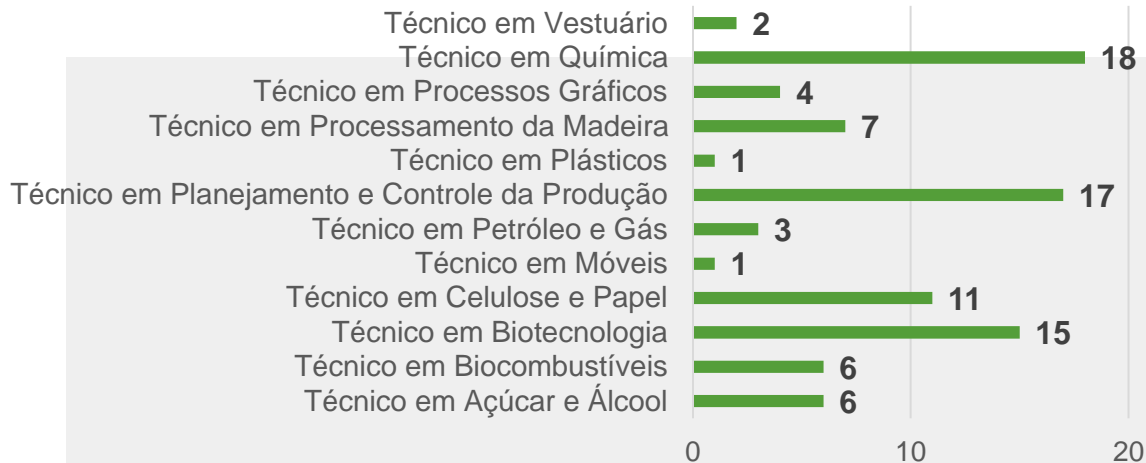 Técnico em Vestuário 2
Técnico em Química 18
Técnico em Processos Gráficos 4
Técnico em Processamento da Madeira 7
Técnico em Plásticos 1
Técnico em Planejamento e Controle da Produção 17
Técnico em Petróleo e Gás 3
Técnico em Móveis 1
Técnico em Celulose e Papel 11
Técnico em Biotecnologia 15
Técnico em Biocombustíveis 6
Técnico em Açúcar e Álcool 6
0 10 20